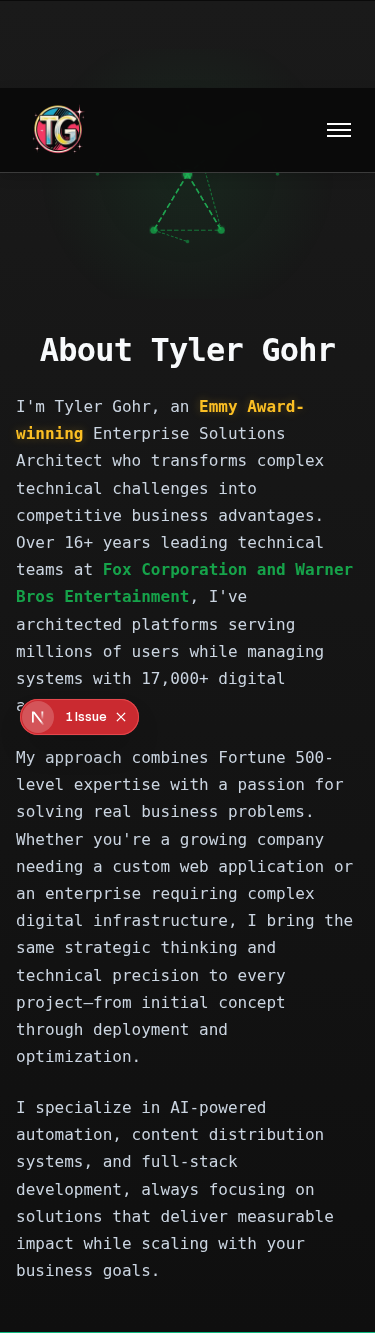 TG
About Tyler Gohr
I'm Tyler Gohr, an Emmy Award-
winning Enterprise Solutions
Architect who transforms complex
technical challenges into
competitive business advantages.
Over 16+ years leading technical
teams at Fox Corporation and Warner
Bros Entertainment, I've
architected platforms serving
millions of users while managing
systems with 17,000+ digital
N 1 Issue
My approach combines Fortune 500-
level expertise with a passion for
solving real business problems.
Whether you're a growing company
needing a custom web application or
an enterprise requiring complex
digital infrastructure, I bring the
same strategic thinking and
technical precision to every
project—from initial concept
through deployment and
optimization.
I specialize in AI-powered
automation, content distribution
systems, and full-stack
development, always focusing on
solutions that deliver measurable
impact while scaling with your
business goals.